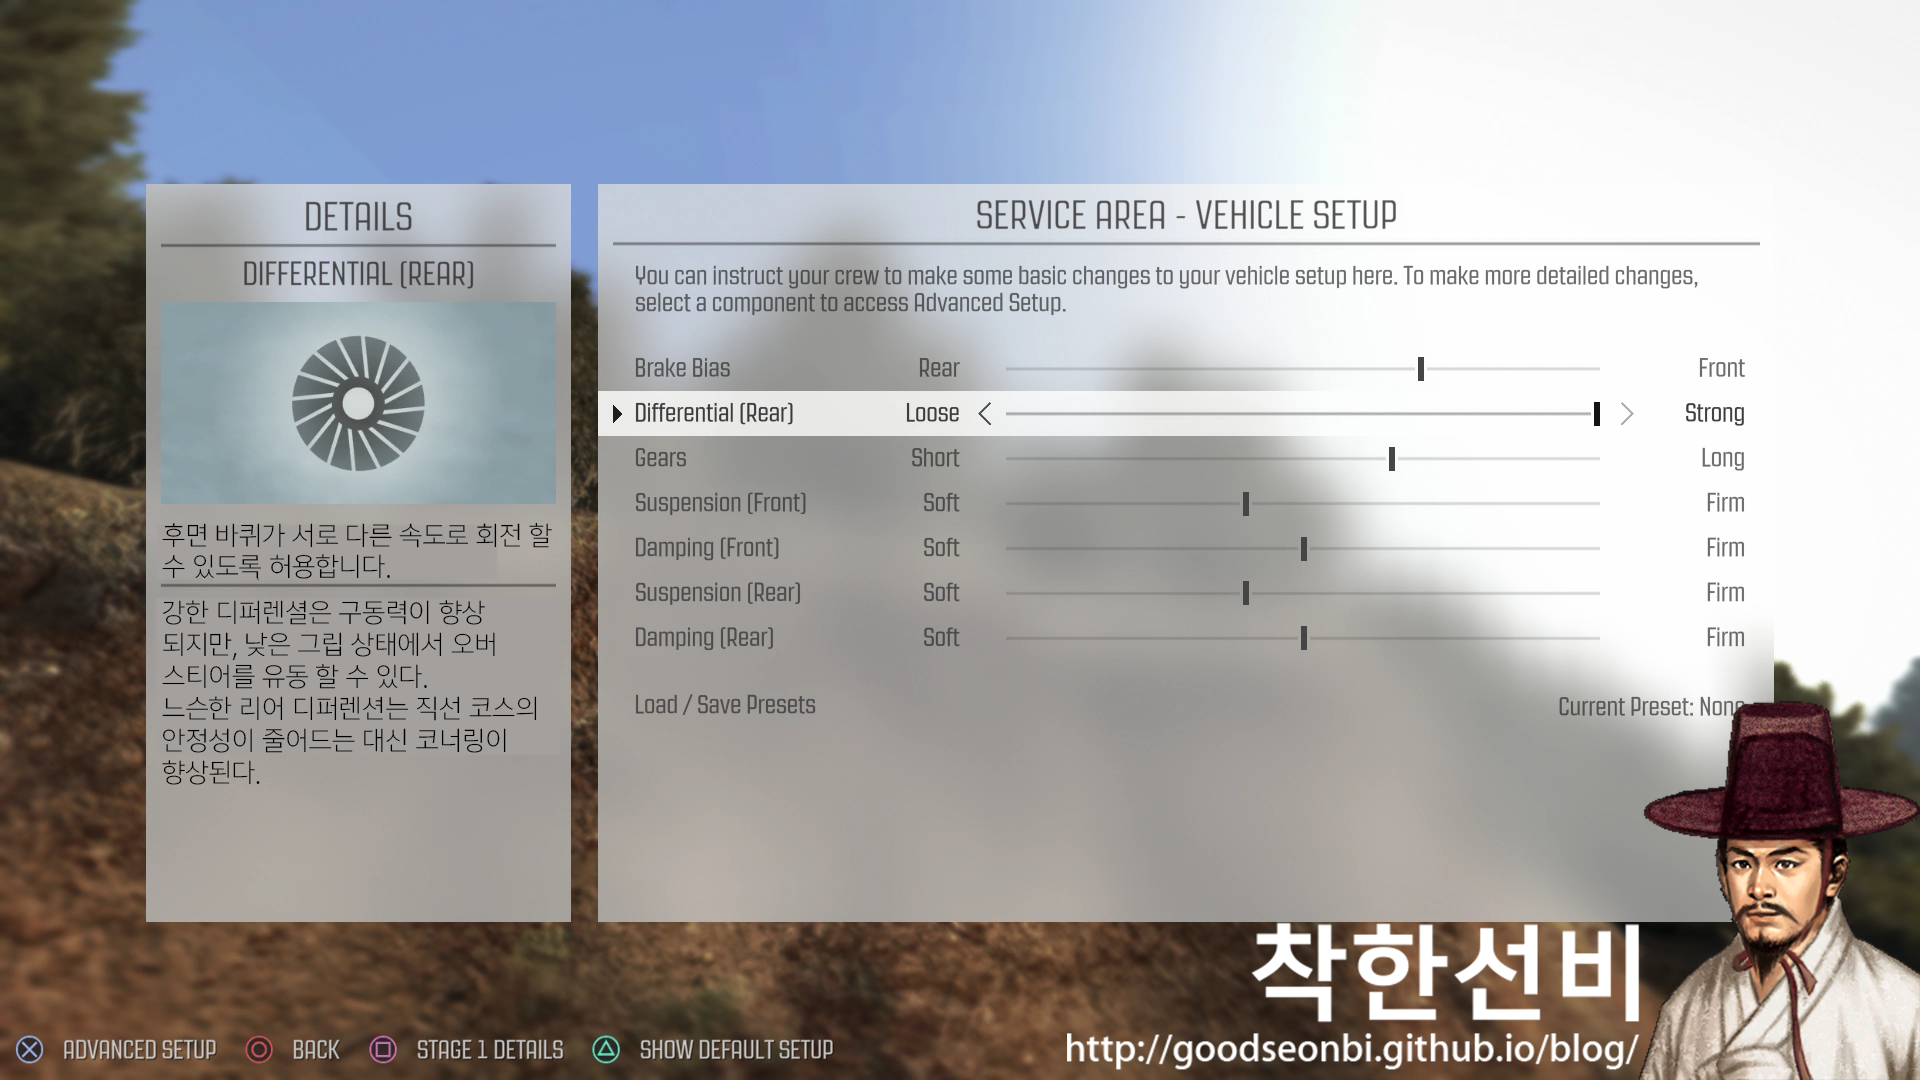 DETAILS
DIFFERENTIAL (REAR)
후면 바퀴가 서로 다른 속도로 회전 할
수 있도록 허용합니다.
강한 디퍼렌셜은 구동력이 향상
되지만, 낮은 그립 상태에서 오버
스티어를 유동 할 수 있다.
느슨한 리어 디퍼렌션는 직선 코스의
안정성이 줄어드는 대신 코너링이
향상된다.
SERVICE AREA - VEHICLE SETUP
You can instruct your crew to make some basic changes to your vehicle setup here. To make more detailed changes,
select a component to access Advanced Setup.
Brake Bias Rear Front
Differential (Rear) Loose Strong
Gears Short Long
Suspension (Front) Soft Firm
Damping (Front) Soft Firm
Suspension (Rear) Soft Firm
Damping (Rear) Soft Firm
Load / Save Presets Current Preset: None
착한선비
http://goodseonbi.github.io/blog/
ADVANCED SETUP BACK STAGE 1 DETAILS SHOW DEFAULT SETUP